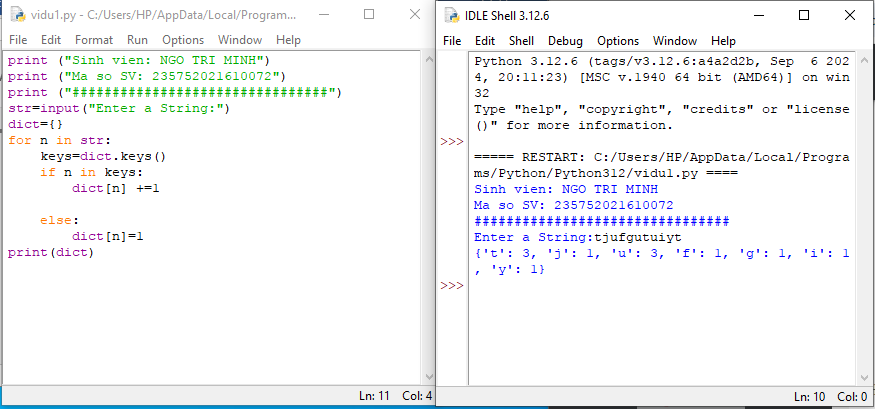 vidu1.py - C:/Users/HP/AppData/Local/Program...
File Edit Format Run Options Window Help
print ("Sinh vien: NGO TRI MINH")
print ("Ma so SV: 235752021610072")
print ("################################")
str=input("Enter a String:")
dict={}
for n in str:
    keys=dict.keys()
    if n in keys:
        dict[n] +=1
    else:
        dict[n]=1
print(dict)
Ln: 11 Col: 4
IDLE Shell 3.12.6
File Edit Shell Debug Options Window Help
Python 3.12.6 (tags/v3.12.6:a4a2d2b, Sep  6 202
4, 20:11:23) [MSC v.1940 64 bit (AMD64)] on win
32
Type "help", "copyright", "credits" or "license
()" for more information.
>>>
===== RESTART: C:/Users/HP/AppData/Local/Progra
ms/Python/Python312/vidu1.py ====
Sinh vien: NGO TRI MINH
Ma so SV: 235752021610072
################################
Enter a String:tjufgutuiyt
{'t': 3, 'j': 1, 'u': 3, 'f': 1, 'g': 1, 'i': 1
, 'y': 1}
>>>
Ln: 10 Col: 0